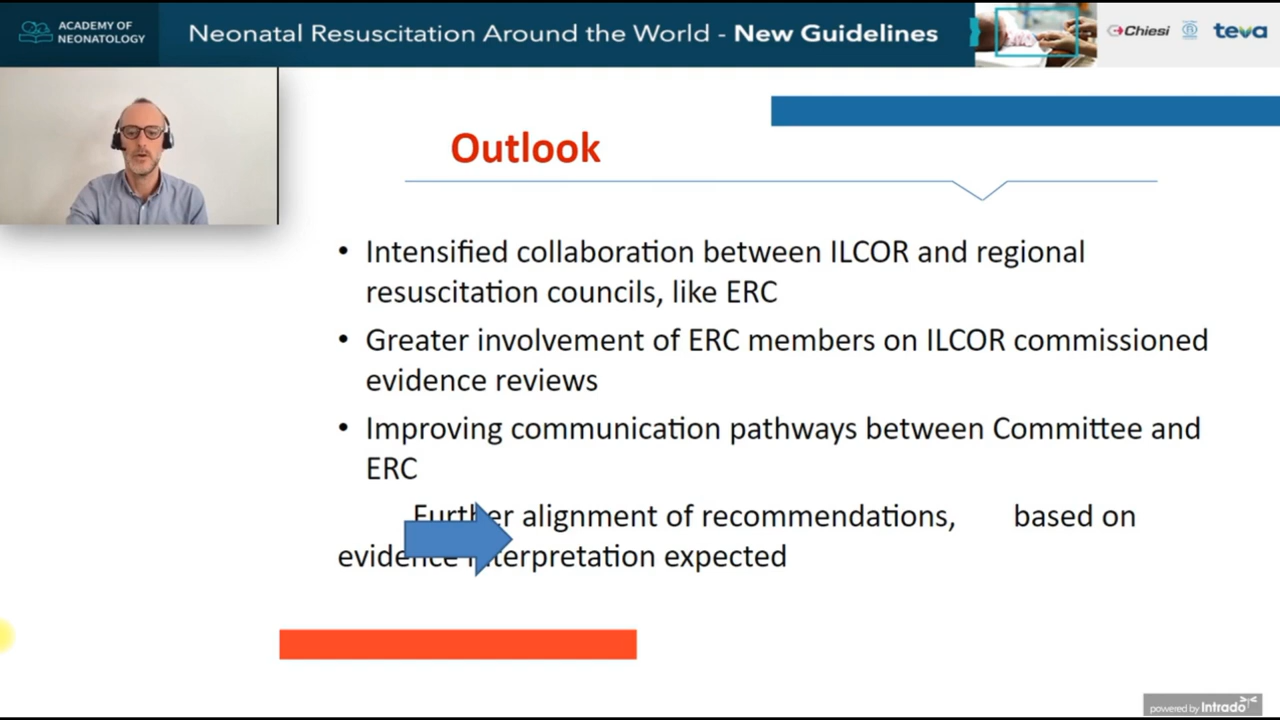 ACADEMY OF
NEONATOLOGY
Neonatal Resuscitation Around the World - New Guidelines
Chiesi
teva
Outlook
• Intensified collaboration between ILCOR and regional
resuscitation councils, like ERC
• Greater involvement of ERC members on ILCOR commissioned
evidence reviews
• Improving communication pathways between Committee and
ERC
Further alignment of recommendations, based on
evidence interpretation expected
powered by Intrado